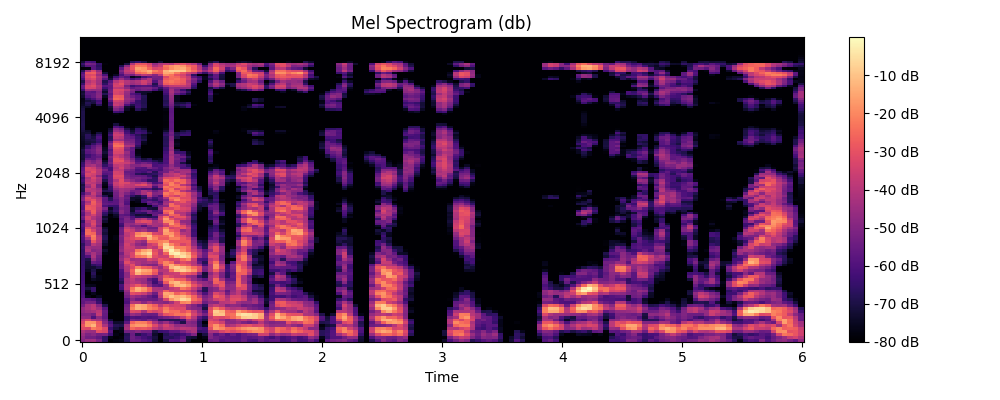 Mel Spectrogram (db)
8192
4096
2048
1024
512
0
Hz
0 1 2 3 4 5 6
Time
-10 dB
-20 dB
-30 dB
-40 dB
-50 dB
-60 dB
-70 dB
-80 dB